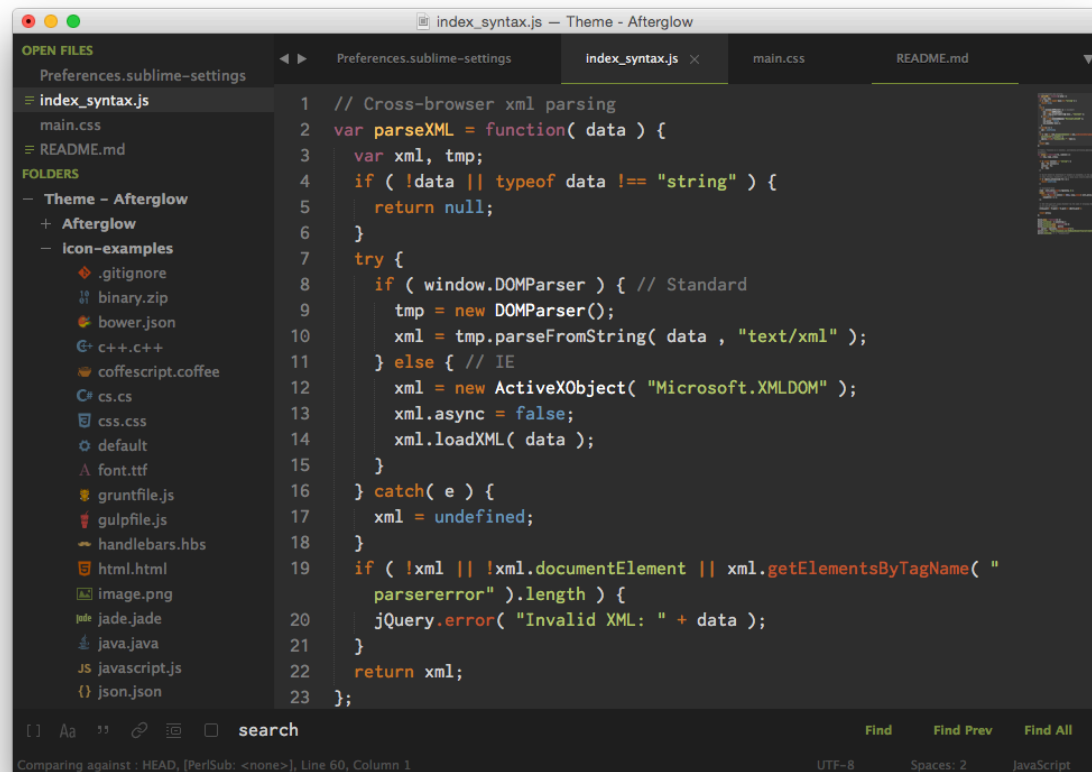 index_syntax.js — Theme - Afterglow
OPEN FILES
Preferences.sublime-settings
index_syntax.js
main.css
README.md
FOLDERS
Theme - Afterglow
Afterglow
icon-examples
.gitignore
binary.zip
bower.json
c++.c++
coffescript.coffee
cs.cs
css.css
default
font.ttf
gruntfile.js
gulpfile.js
handlebars.hbs
html.html
image.png
jade.jade
java.java
javascript.js
json.json
Preferences.sublime-settings index_syntax.js × main.css README.md
1 // Cross-browser xml parsing
2 var parseXML = function( data ) {
3 var xml, tmp;
4 if ( !data || typeof data !== "string" ) {
5 return null;
6 }
7 try {
8 if ( window.DOMParser ) { // Standard
9 tmp = new DOMParser();
10 xml = tmp.parseFromString( data , "text/xml" );
11 } else { // IE
12 xml = new ActiveXObject( "Microsoft.XMLDOM" );
13 xml.async = false;
14 xml.loadXML( data );
15 }
16 } catch( e ) {
17 xml = undefined;
18 }
19 if ( !xml || !xml.documentElement || xml.getElementsByTagName( "
parsererror" ).length ) {
20 jQuery.error( "Invalid XML: " + data );
21 }
22 return xml;
23 };
search Find Find Prev Find All
Comparing against : HEAD, [PerlSub: <none>], Line 60, Column 1 UTF-8 Spaces: 2 JavaScript